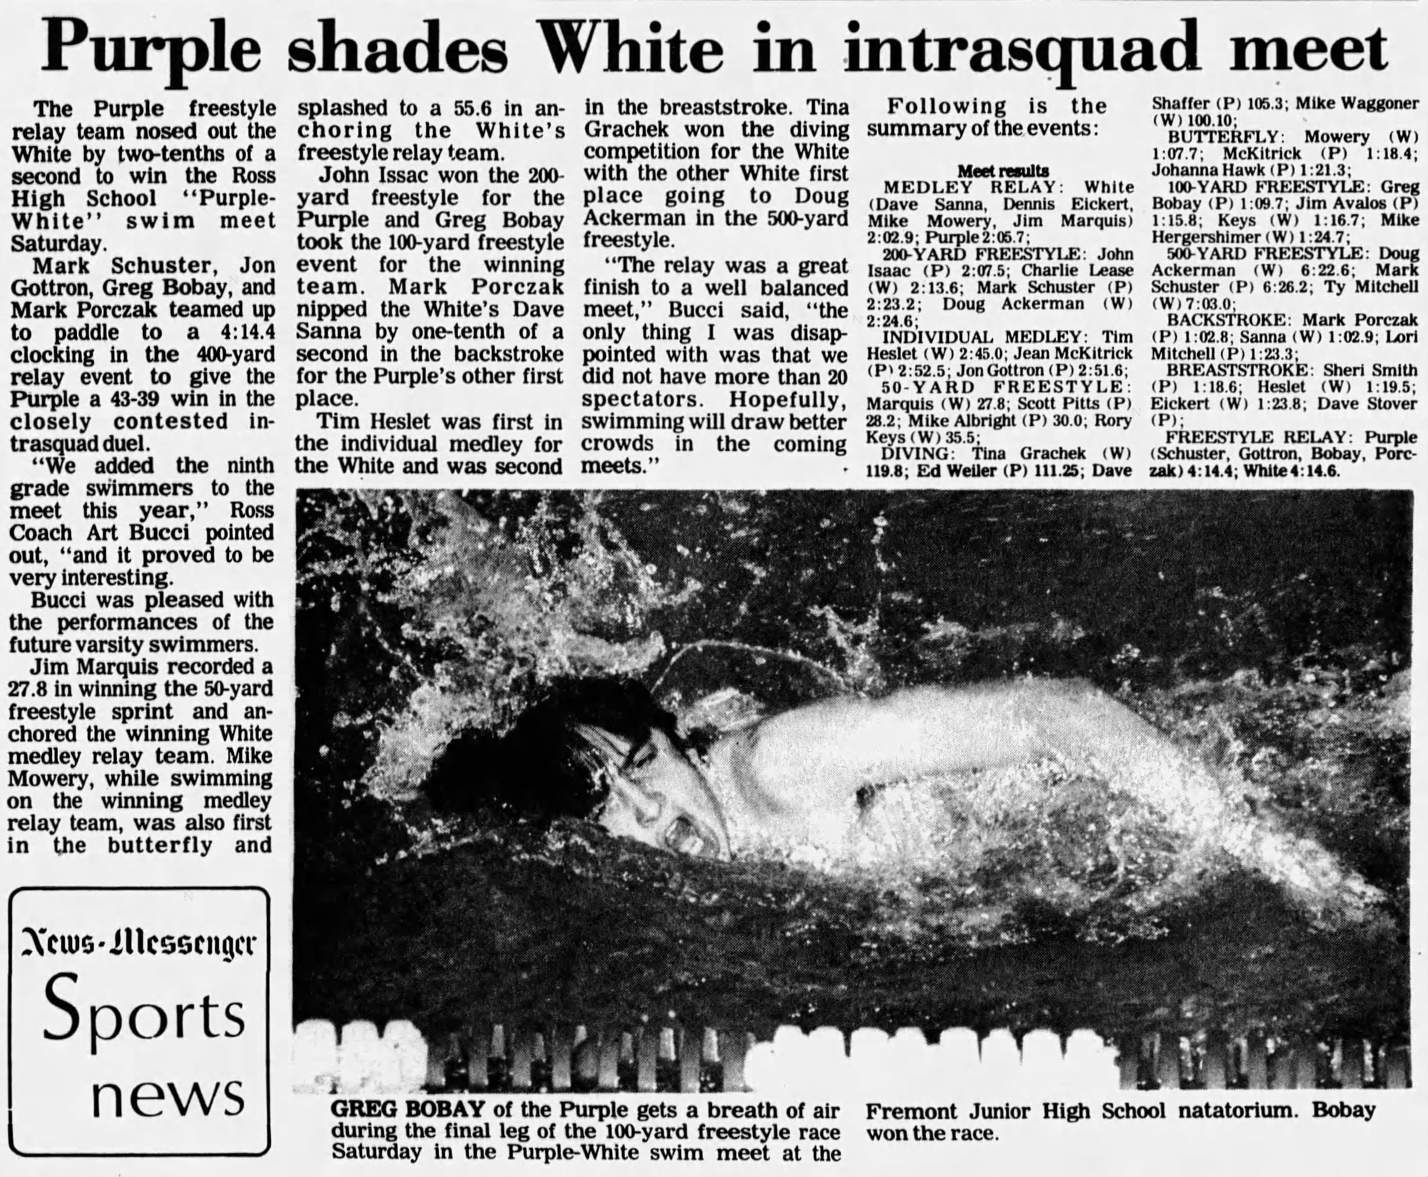 Purple shades White in intrasquad meet
The Purple freestyle
relay team nosed out the
White by two-tenths of a
second to win the Ross
High School “Purple-
White” swim meet
Saturday.
Mark Schuster, Jon
Gottron, Greg Bobay, and
Mark Porczak teamed up
to paddle to a 4:14.4
clocking in the 400-yard
relay event to give the
Purple a 43-39 win in the
closely contested in-
trasquad duel.
“We added the ninth
grade swimmers to the
meet this year,” Ross
Coach Art Bucci pointed
out, “and it proved to be
very interesting.
Bucci was pleased with
the performances of the
future varsity swimmers.
Jim Marquis recorded a
27.8 in winning the 50-yard
freestyle sprint and an-
chored the winning White
medley relay team. Mike
Mowery, while swimming
on the winning medley
relay team, was also first
in the butterfly and
splashed to a 55.6 in an-
choring the White’s
freestyle relay team.
John Issac won the 200-
yard freestyle for the
Purple and Greg Bobay
took the 100-yard freestyle
event for the winning
team. Mark Porczak
nipped the White’s Dave
Sanna by one-tenth of a
second in the backstroke
for the Purple’s other first
place.
Tim Heslet was first in
the individual medley for
the White and was second
in the breaststroke. Tina
Grachek won the diving
competition for the White
with the other White first
place going to Doug
Ackerman in the 500-yard
freestyle.
“The relay was a great
finish to a well balanced
meet,” Bucci said, “the
only thing I was disap-
pointed with was that we
did not have more than 20
spectators. Hopefully,
swimming will draw better
crowds in the coming
meets.”
Following is the
summary of the events:
Meet results
MEDLEY RELAY: White
(Dave Sanna, Dennis Eickert,
Mike Mowery, Jim Marquis)
2:02.9; Purple 2:05.7;
200-YARD FREESTYLE: John
Isaac (P) 2:07.5; Charlie Lease
(W) 2:13.6; Mark Schuster (P)
2:23.2; Doug Ackerman (W)
2:24.6;
INDIVIDUAL MEDLEY: Tim
Heslet (W) 2:45.0; Jean McKitrick
(P) 2:52.5; Jon Gottron (P) 2:51.6;
50-YARD FREESTYLE:
Marquis (W) 27.8; Scott Pitts (P)
28.2; Mike Albright (P) 30.0; Rory
Keys (W) 35.5;
DIVING: Tina Grachek (W)
119.8; Ed Weiler (P) 111.25; Dave
Shaffer (P) 105.3; Mike Waggoner
(W) 100.10;
BUTTERFLY: Mowery (W)
1:07.7; McKitrick (P) 1:18.4;
Johanna Hawk (P) 1:21.3;
100-YARD FREESTYLE: Greg
Bobay (P) 1:09.7; Jim Avalos (P)
1:15.8; Keys (W) 1:16.7; Mike
Hergershimer (W) 1:24.7;
500-YARD FREESTYLE: Doug
Ackerman (W) 6:22.6; Mark
Schuster (P) 6:26.2; Ty Mitchell
(W) 7:03.0;
BACKSTROKE: Mark Porczak
(P) 1:02.8; Sanna (W) 1:02.9; Lori
Mitchell (P) 1:23.3;
BREASTSTROKE: Sheri Smith
(P) 1:18.6; Heslet (W) 1:19.5;
Eickert (W) 1:23.8; Dave Stover
(P);
FREESTYLE RELAY: Purple
(Schuster, Gottron, Bobay, Porc-
zak) 4:14.4; White 4:14.6.
News-Messenger
Sports
news
GREG BOBAY of the Purple gets a breath of air
during the final leg of the 100-yard freestyle race
Saturday in the Purple-White swim meet at the
Fremont Junior High School natatorium. Bobay
won the race.